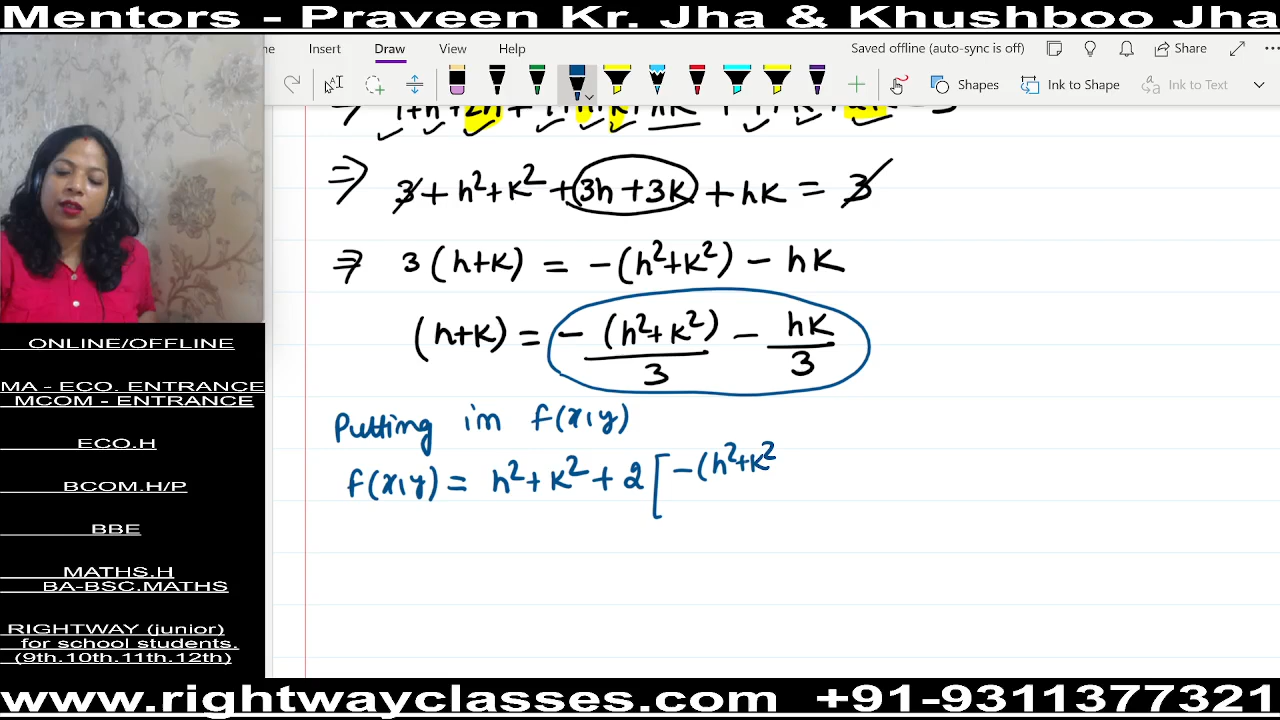 Mentors - Praveen Kr. Jha & Khushboo Jha
Insert Draw View Help Saved offline (auto-sync is off) Share
Shapes Ink to Shape Ink to Text
⇒ 3 + h² + k² + 3h + 3k + hk = 3
⇒ 3(h+k) = -(h²+k²) - hk
(h+k) = -(h²+k²)/3 - hk/3
Putting in f(x,y)
f(x,y) = h² + k² + 2[-(h²+k²
ONLINE/OFFLINE
MA - ECO. ENTRANCE
MCOM - ENTRANCE
ECO.H
BCOM.H/P
BBE
MATHS.H
BA-BSC.MATHS
RIGHTWAY (junior)
for school students.
(9th.10th.11th.12th)
www.rightwayclasses.com +91-9311377321